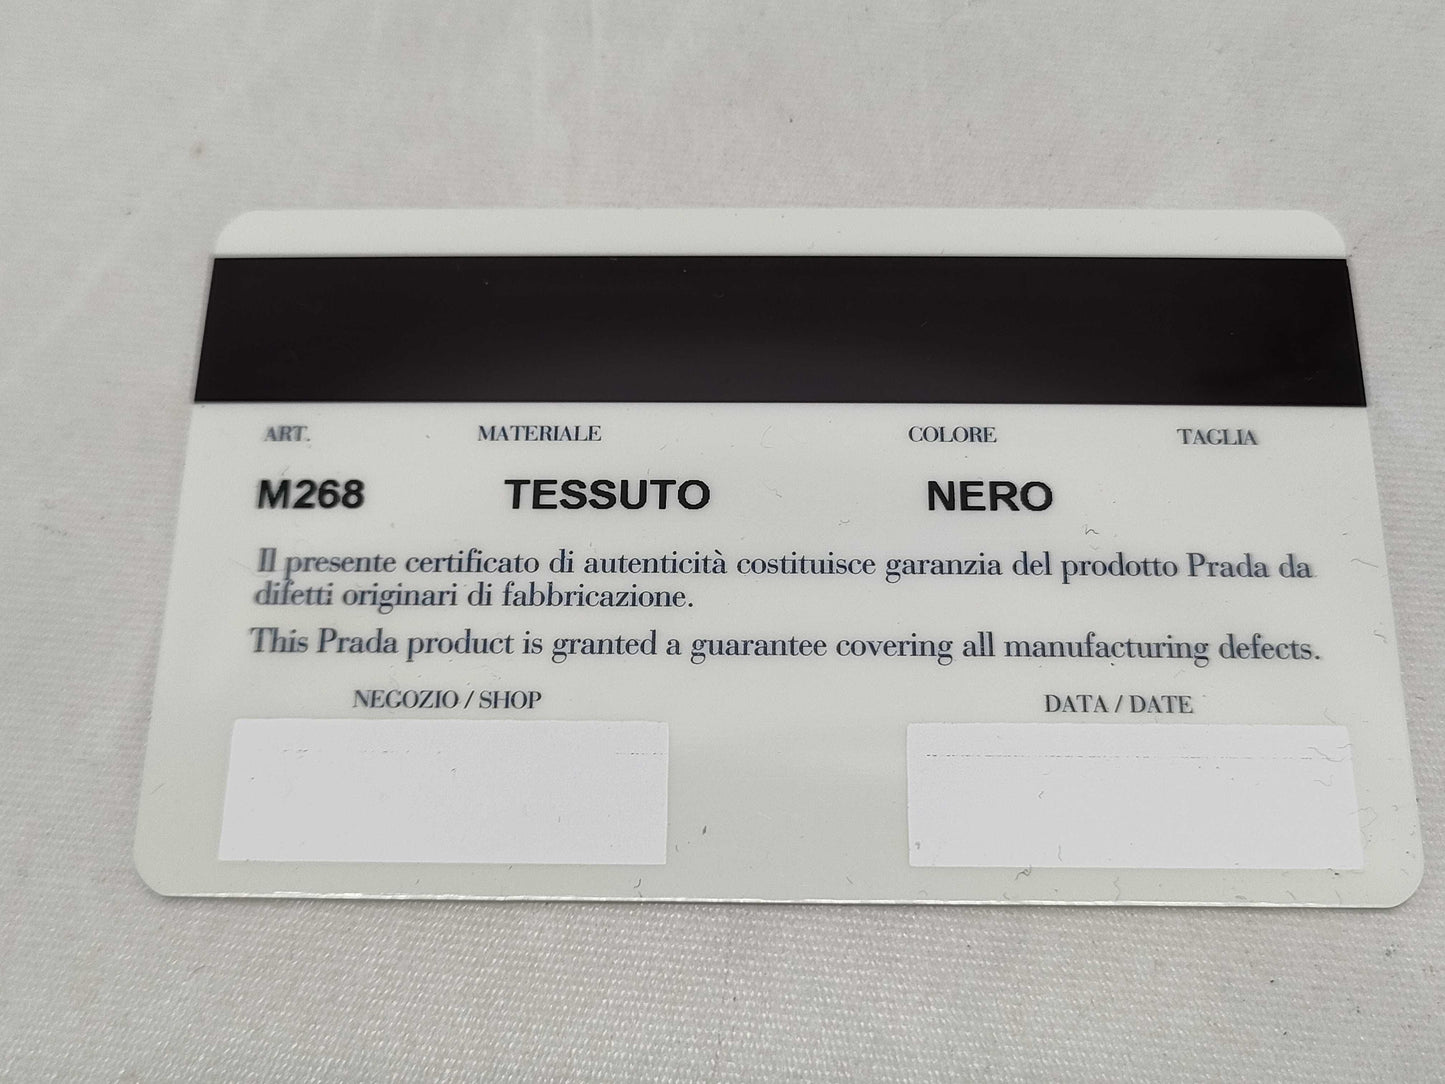 ART. MATERIALE COLORE TAGLIA
M268 TESSUTO NERO
Il presente certificato di autenticità costituisce garanzia del prodotto Prada da
difetti originari di fabbricazione.
This Prada product is granted a guarantee covering all manufacturing defects.
NEGOZIO / SHOP DATA / DATE